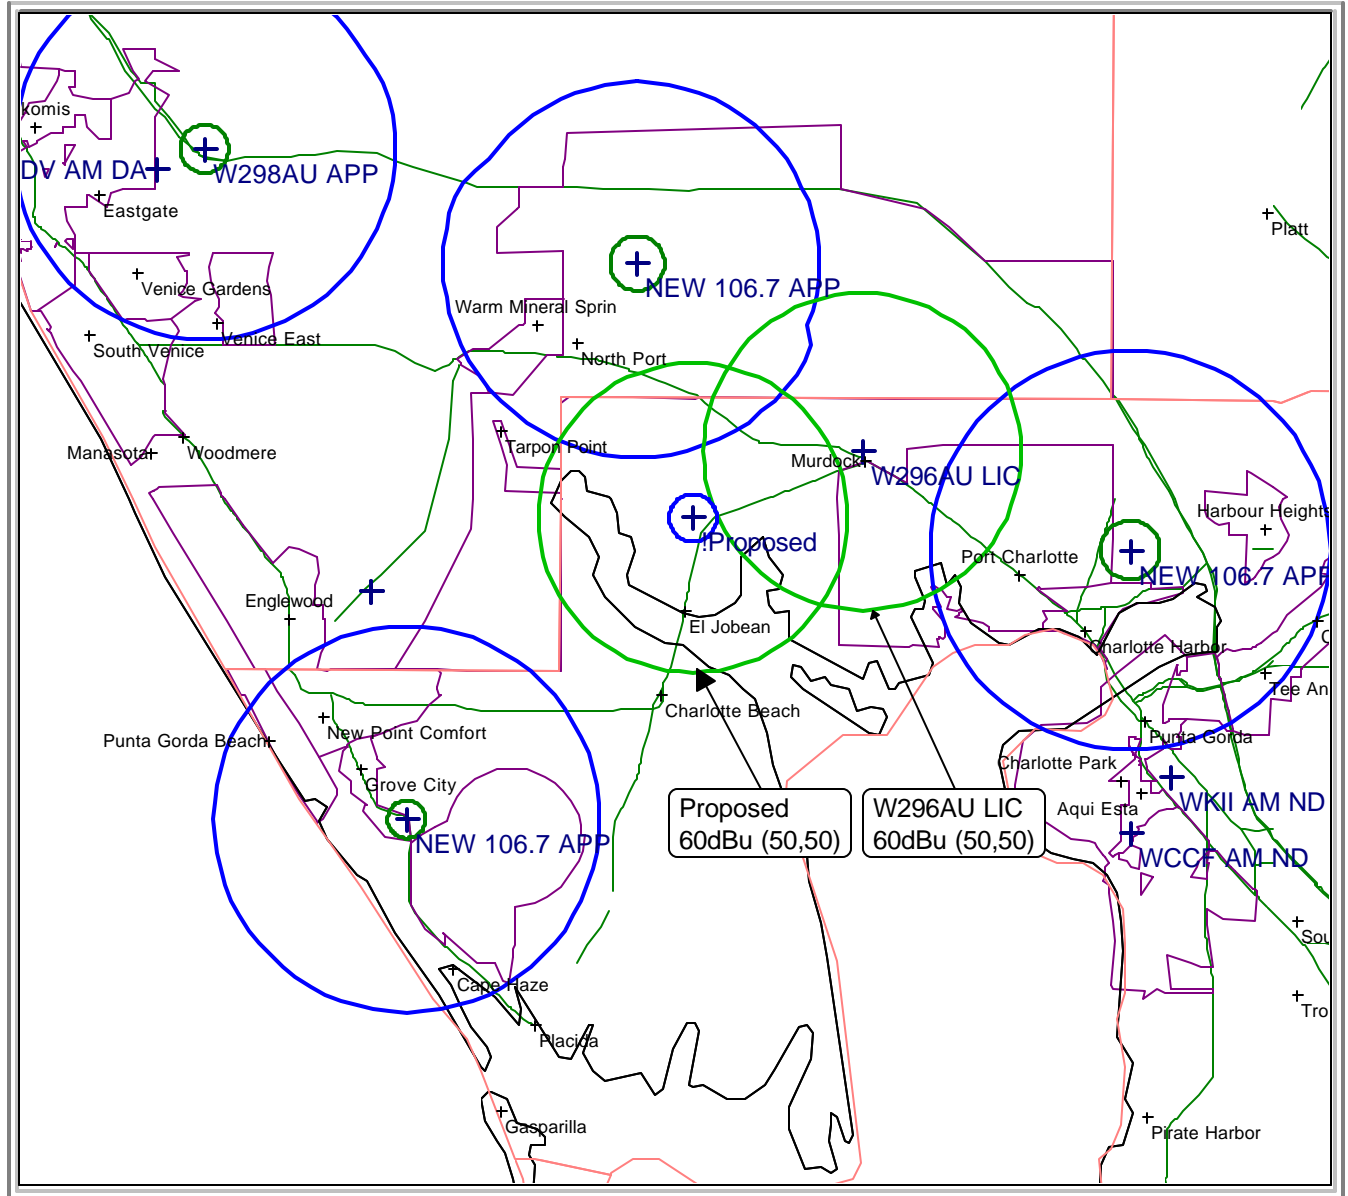 komis
DV AM DA
W298AU APP
Eastgate
Platt
Venice Gardens
NEW 106.7 APP
Warm Mineral Sprin
South Venice
Venice East
North Port
Tarpon Point
Manasota
Woodmere
Murdock
W296AU LIC
Harbour Heights
!Proposed
Port Charlotte
NEW 106.7 APP
Englewood
El Jobean
Charlotte Harbor
Tee An
Charlotte Beach
New Point Comfort
Punta Gorda Beach
Punta Gorda
Charlotte Park
Grove City
Aqui Esta
WKII AM ND
Proposed
60dBu (50,50)
W296AU LIC
60dBu (50,50)
NEW 106.7 APP
WCCF AM ND
Sou
Cape Haze
Tro
Placida
Gasparilla
Pirate Harbor